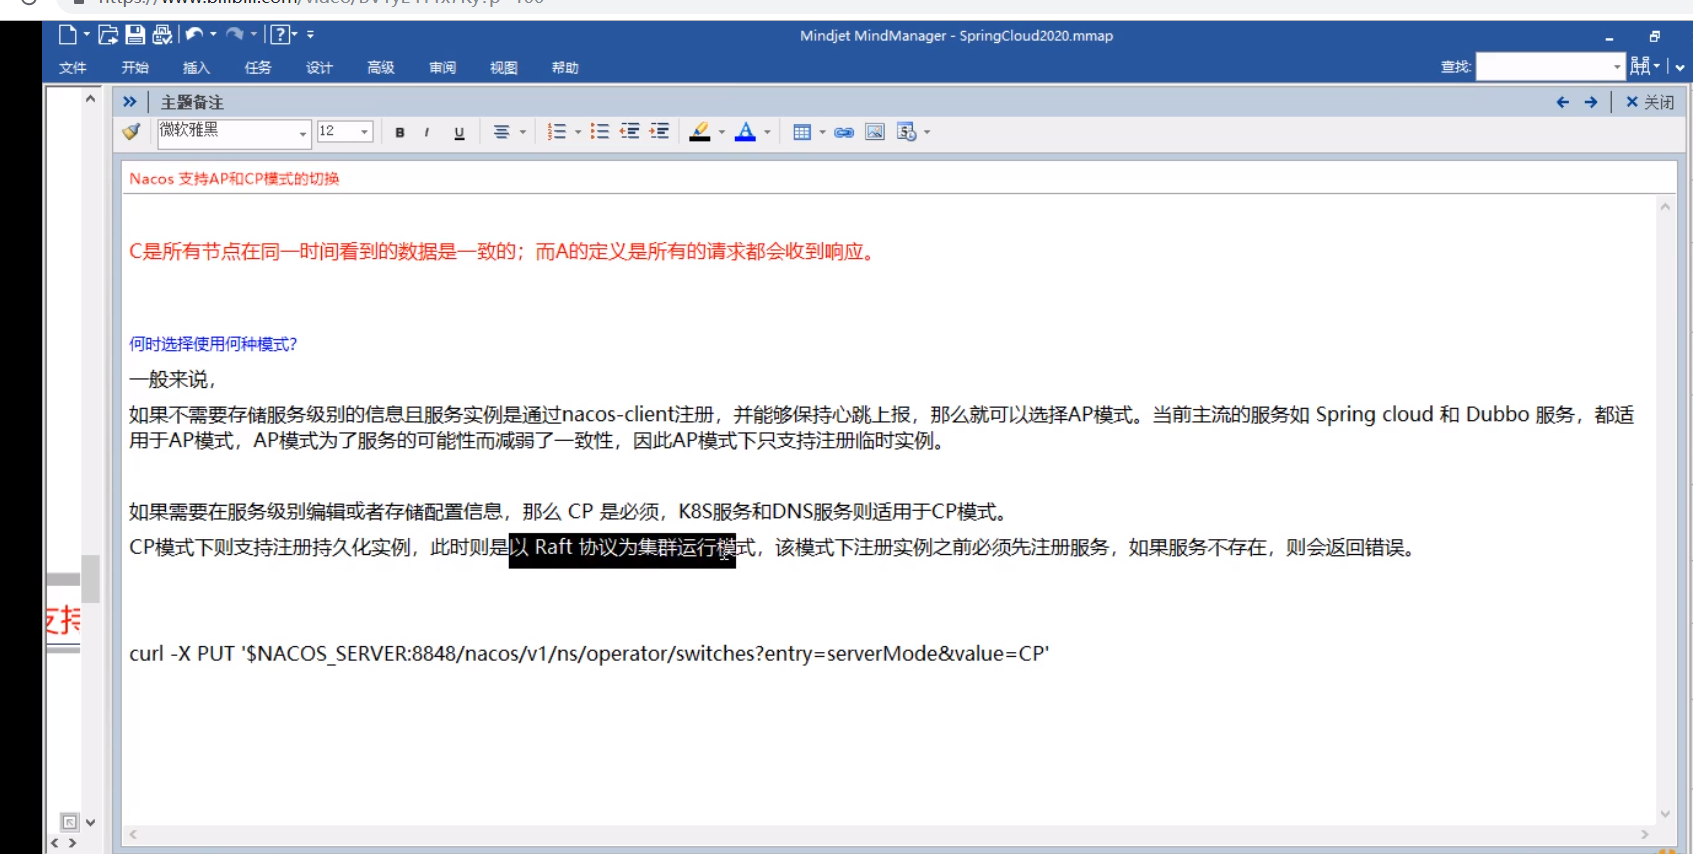 Mindjet MindManager - SpringCloud2020.mmap
文件 开始 插入 任务 设计 高级 审阅 视图 帮助 查找:
主题备注 关闭
微软雅黑 12 B I U
Nacos 支持AP和CP模式的切换
C是所有节点在同一时间看到的数据是一致的；而A的定义是所有的请求都会收到响应。
何时选择使用何种模式?
一般来说，
如果不需要存储服务级别的信息且服务实例是通过nacos-client注册，并能够保持心跳上报，那么就可以选择AP模式。当前主流的服务如 Spring cloud 和 Dubbo 服务，都适
用于AP模式，AP模式为了服务的可能性而减弱了一致性，因此AP模式下只支持注册临时实例。
如果需要在服务级别编辑或者存储配置信息，那么 CP 是必须，K8S服务和DNS服务则适用于CP模式。
CP模式下则支持注册持久化实例，此时则是以 Raft 协议为集群运行模式，该模式下注册实例之前必须先注册服务，如果服务不存在，则会返回错误。
支持
curl -X PUT '$NACOS_SERVER:8848/nacos/v1/ns/operator/switches?entry=serverMode&value=CP'